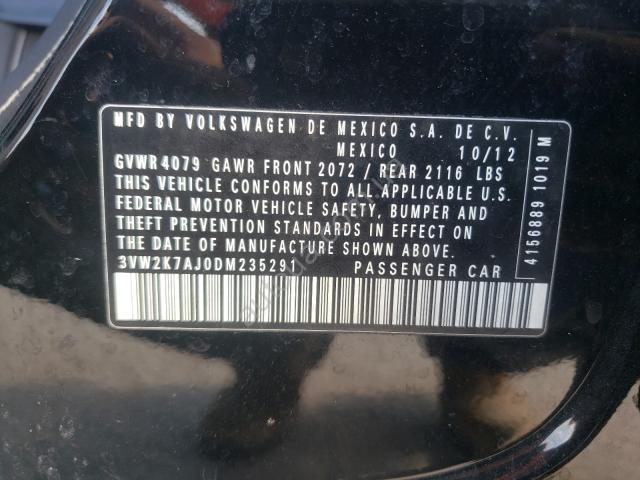 MFD BY VOLKSWAGEN DE MEXICO S.A. DE C.V.
MEXICO 10/12
GVWR 4079 GAWR FRONT 2072 / REAR 2116 LBS
THIS VEHICLE CONFORMS TO ALL APPLICABLE U.S.
FEDERAL MOTOR VEHICLE SAFETY, BUMPER AND
THEFT PREVENTION STANDARDS IN EFFECT ON
THE DATE OF MANUFACTURE SHOWN ABOVE.
3VW2K7AJ0DM235291 PASSENGER CAR
4156889 1019 M